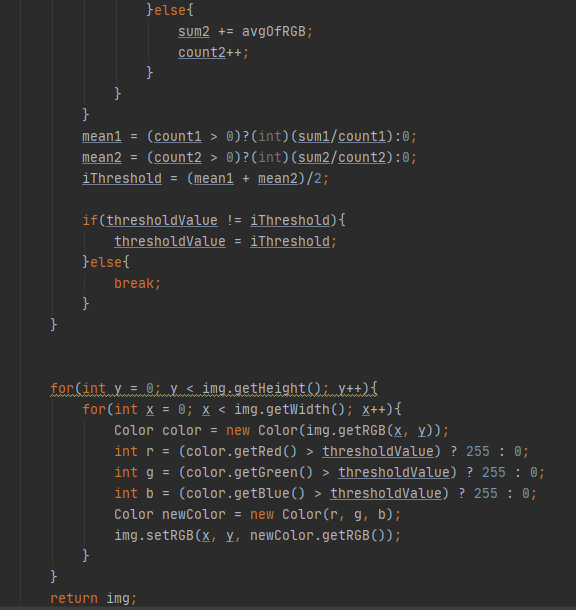 }else{
sum2 += avgOfRGB;
count2++;
}
}
}
mean1 = (count1 > 0)?(int)(sum1/count1):0;
mean2 = (count2 > 0)?(int)(sum2/count2):0;
iThreshold = (mean1 + mean2)/2;
if(thresholdValue != iThreshold){
thresholdValue = iThreshold;
}else{
break;
}
}
for(int y = 0; y < img.getHeight(); y++){
for(int x = 0; x < img.getWidth(); x++){
Color color = new Color(img.getRGB(x, y));
int r = (color.getRed() > thresholdValue) ? 255 : 0;
int g = (color.getGreen() > thresholdValue) ? 255 : 0;
int b = (color.getBlue() > thresholdValue) ? 255 : 0;
Color newColor = new Color(r, g, b);
img.setRGB(x, y, newColor.getRGB());
}
}
return img;